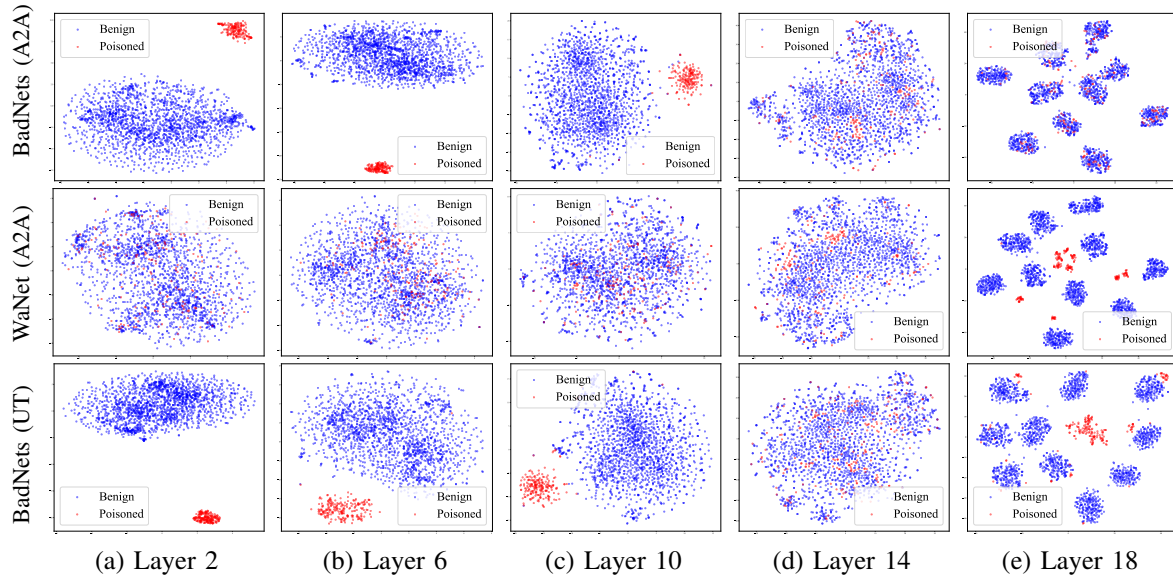 BadNets (A2A)
Benign
Poisoned
Benign
Poisoned
Benign
Poisoned
Benign
Poisoned
Benign
Poisoned
WaNet (A2A)
Benign
Poisoned
Benign
Poisoned
Benign
Poisoned
Benign
Poisoned
Benign
Poisoned
BadNets (UT)
Benign
Poisoned
Benign
Poisoned
Benign
Poisoned
Benign
Poisoned
Benign
Poisoned
(a) Layer 2
(b) Layer 6
(c) Layer 10
(d) Layer 14
(e) Layer 18